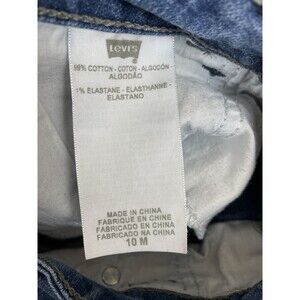 Levi's
99% COTTON - COTON - ALGODÓN -
ALGODÃO
1% ELASTANE - ELASTHANNE -
ELASTANO
MADE IN CHINA
FABRIQUE EN CHINE
FABRICADO EN CHINA
FABRICADO NA CHINA
10 M